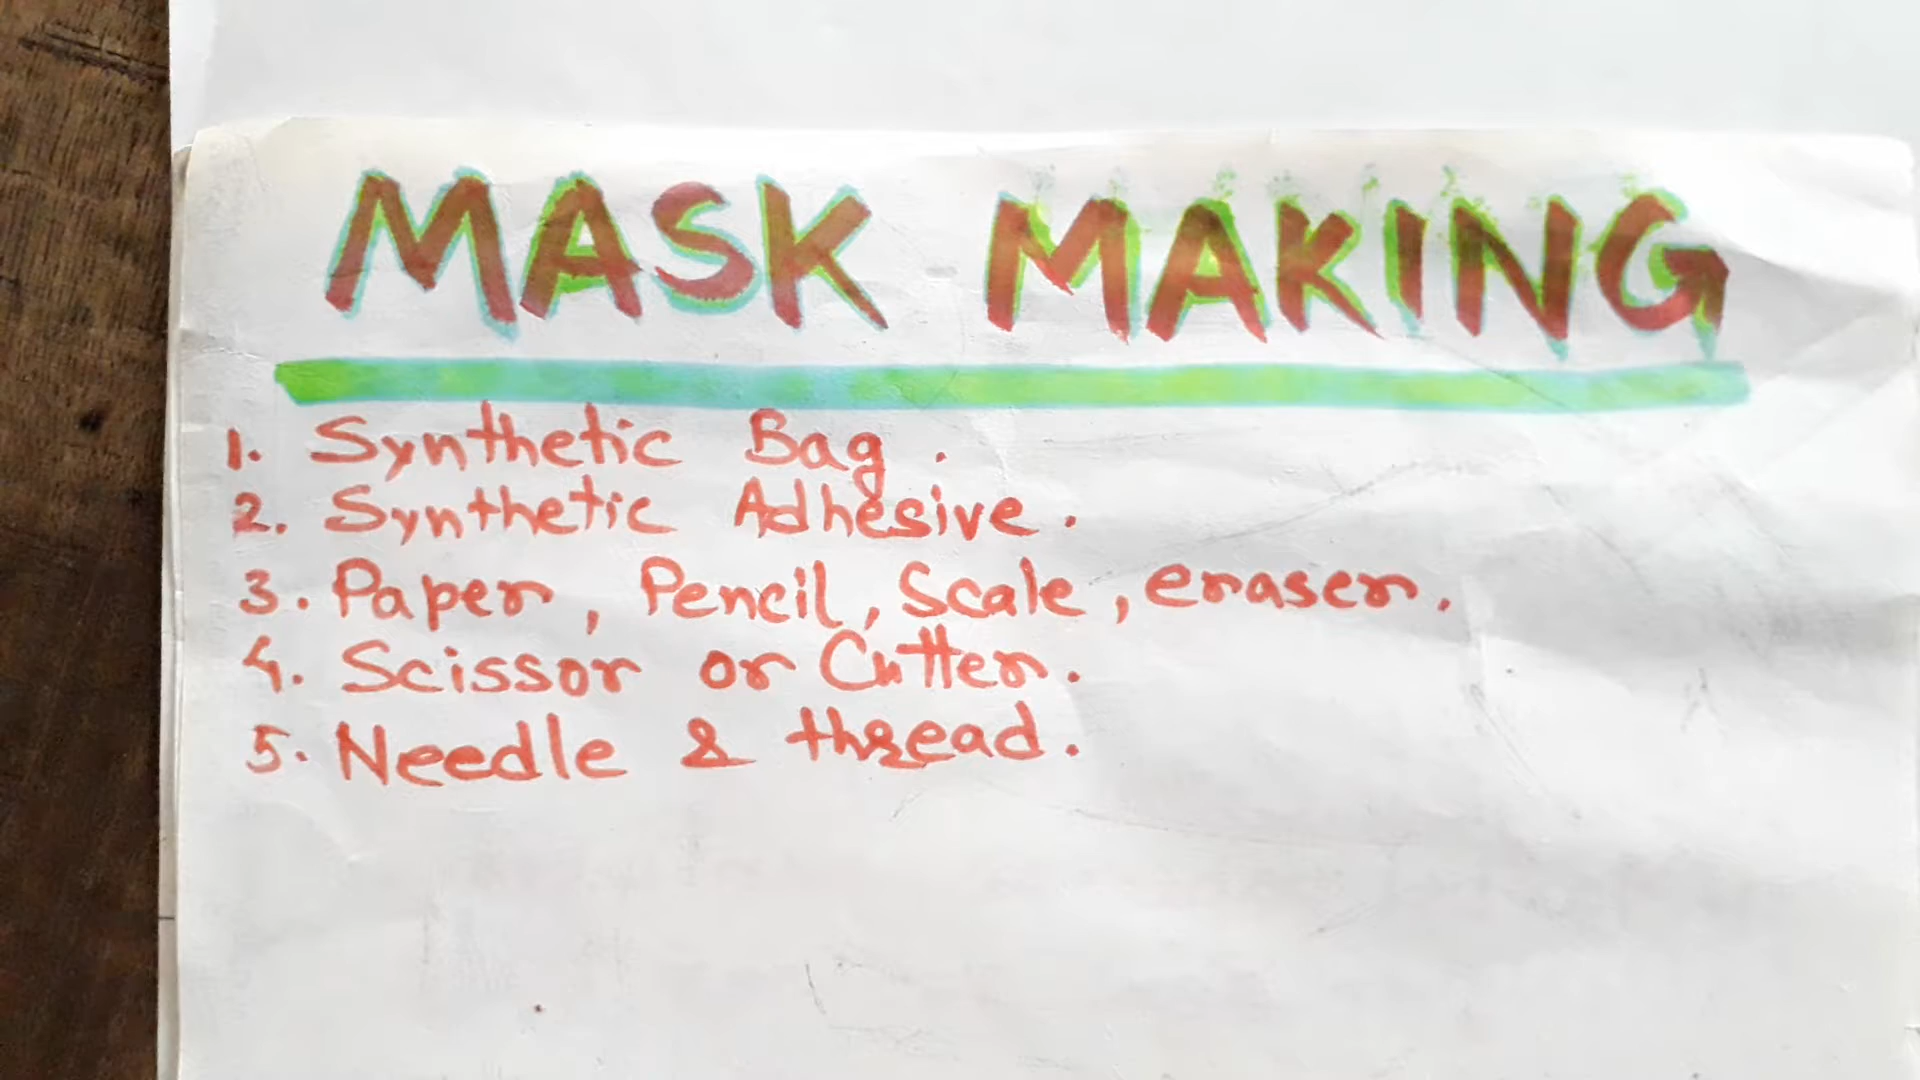 MASK MAKING
1. Synthetic Bag.
2. Synthetic Adhesive.
3. Paper, Pencil, Scale, eraser.
4. Scissor or Cutter.
5. Needle & thread.